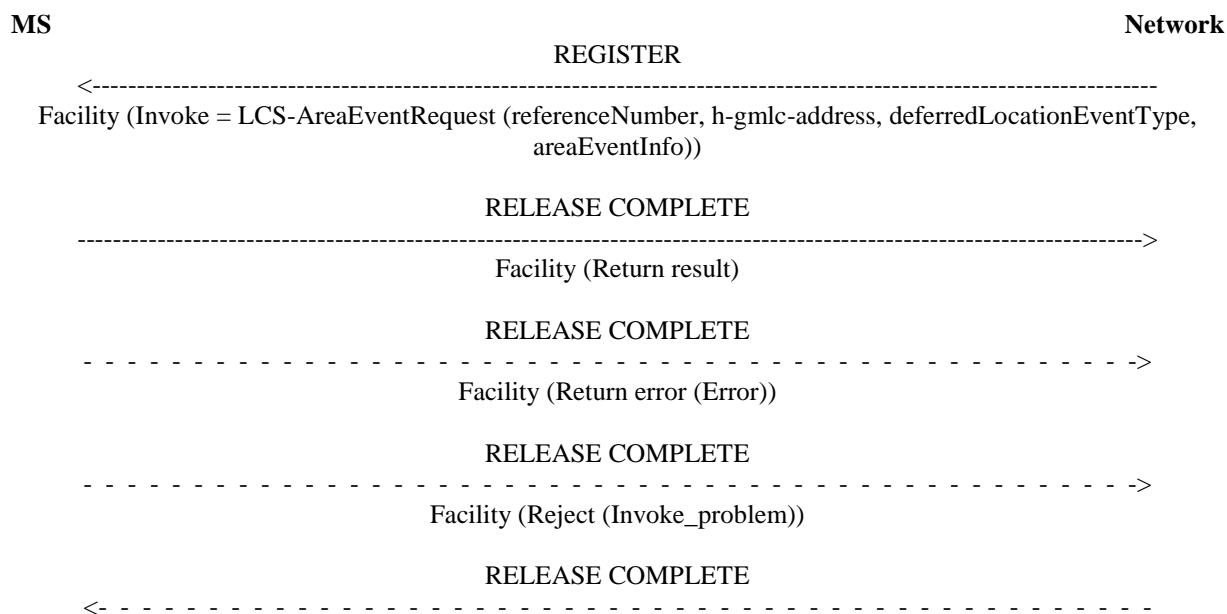 MS Network
REGISTER
<------------------------------------------------------------------------------------------------------------------------
Facility (Invoke = LCS-AreaEventRequest (referenceNumber, h-gmlc-address, deferredLocationEventType,
areaEventInfo))
RELEASE COMPLETE
------------------------------------------------------------------------------------------------------------------------>
Facility (Return result)
RELEASE COMPLETE
- - - - - - - - - - - - - - - - - - - - - - - - - - - - - - - - - - - - - - - - - - - - - - - ->
Facility (Return error (Error))
RELEASE COMPLETE
- - - - - - - - - - - - - - - - - - - - - - - - - - - - - - - - - - - - - - - - - - - - - - - ->
Facility (Reject (Invoke_problem))
RELEASE COMPLETE
<- - - - - - - - - - - - - - - - - - - - - - - - - - - - - - - - - - - - - - - - - - - - - - - -